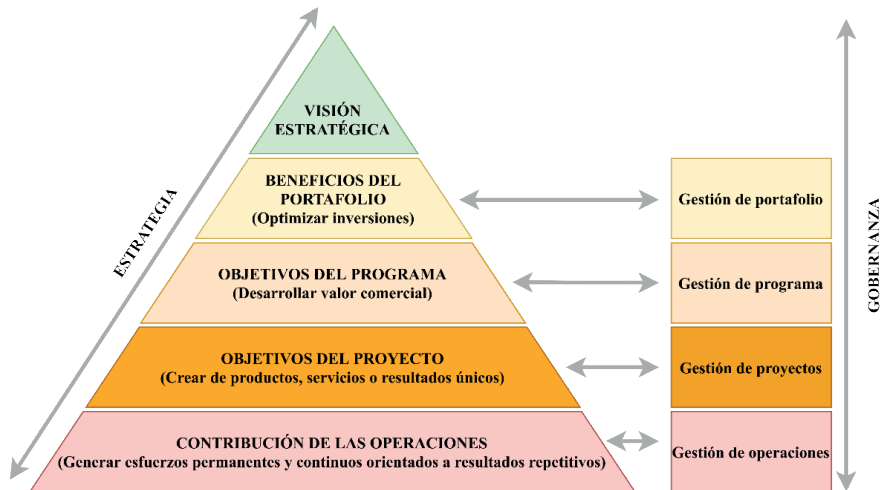 VISIÓN
ESTRATÉGICA
BENEFICIOS DEL
PORTAFOLIO
(Optimizar inversiones)
Gestión de portafolio
ESTRATEGIA
GOBERNANZA
OBJETIVOS DEL PROGRAMA
(Desarrollar valor comercial)
Gestión de programa
OBJETIVOS DEL PROYECTO
(Crear de productos, servicios o resultados únicos)
Gestión de proyectos
CONTRIBUCIÓN DE LAS OPERACIONES
(Generar esfuerzos permanentes y continuos orientados a resultados repetitivos)
Gestión de operaciones